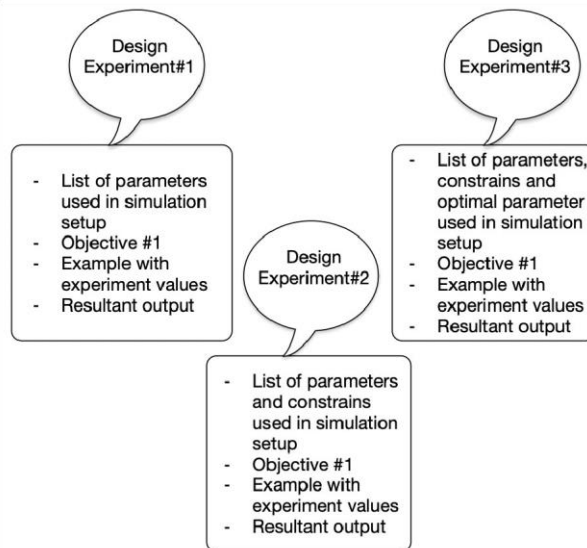 Design
Experiment#1
- List of parameters
used in simulation
setup
- Objective #1
- Example with
experiment values
- Resultant output
Design
Experiment#2
- List of parameters
and constrains
used in simulation
setup
- Objective #1
- Example with
experiment values
- Resultant output
Design
Experiment#3
- List of parameters,
constrains and
optimal parameter
used in simulation
setup
- Objective #1
- Example with
experiment values
- Resultant output